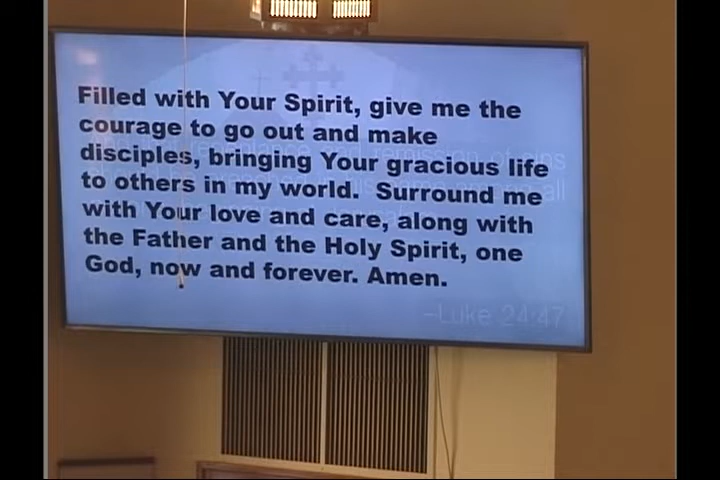 Filled with Your Spirit, give me the
courage to go out and make
disciples, bringing Your gracious life
to others in my world.  Surround me
with Your love and care, along with
the Father and the Holy Spirit, one
God, now and forever. Amen.
–Luke 24:47